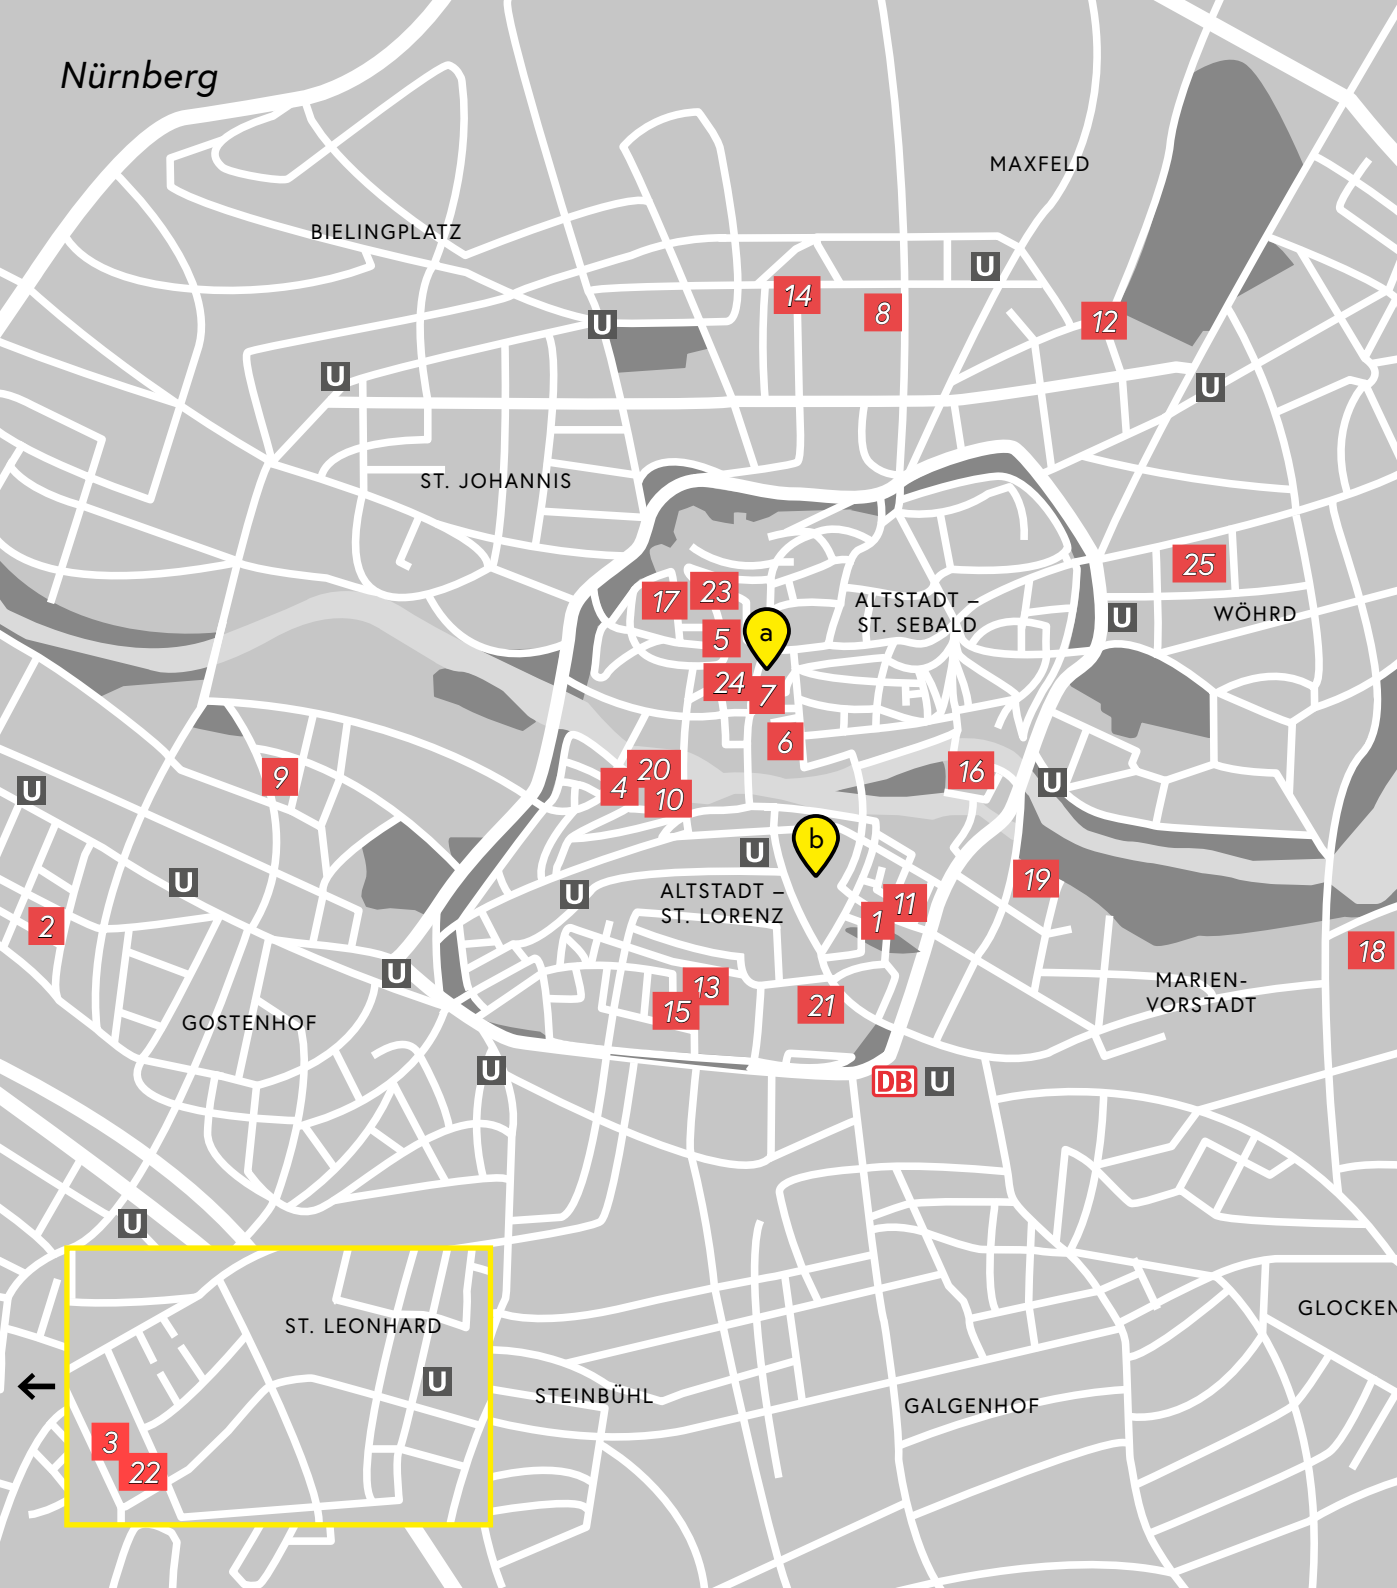 Nürnberg
MAXFELD
BIELINGPLATZ
U
14
8
12
U
U
U
ST. JOHANNIS
25
17
23
ALTSTADT –
ST. SEBALD
U
WÖHRD
5
a
24
7
6
20
16
9
4
10
U
U
b
U
U
U
ALTSTADT –
ST. LORENZ
19
11
1
2
18
U
13
15
21
MARIEN-
VORSTADT
GOSTENHOF
U
DB
U
U
ST. LEONHARD
GLOCKEN
U
←
STEINBÜHL
GALGENHOF
3
22